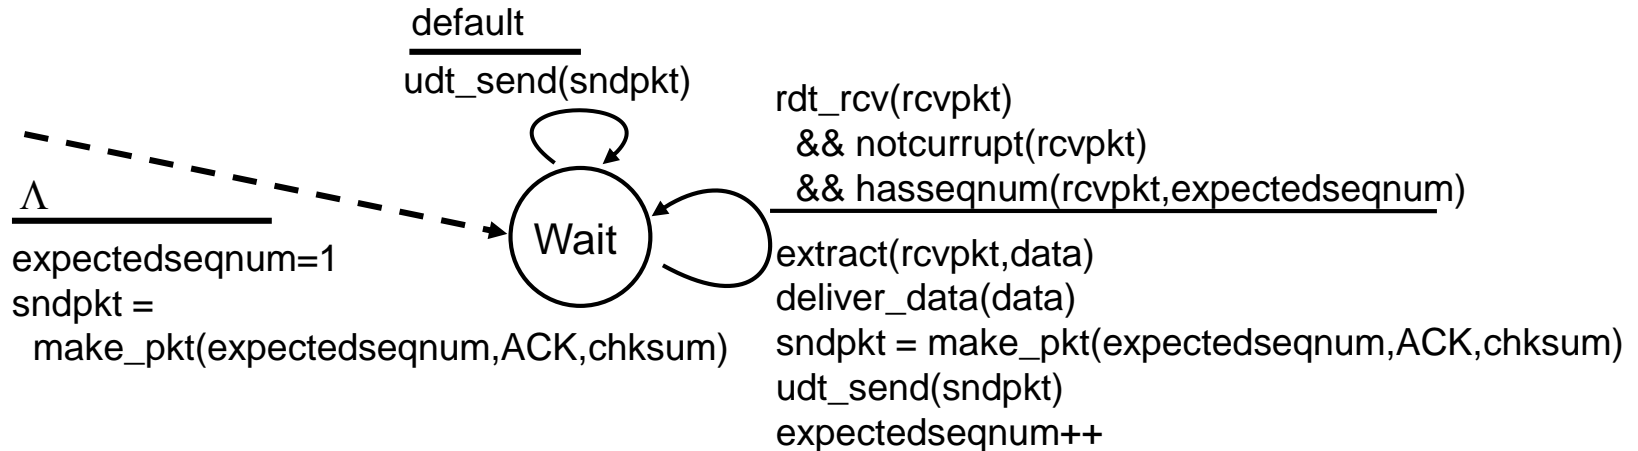 default
udt_send(sndpkt)
Λ
expectedseqnum=1
sndpkt =
make_pkt(expectedseqnum,ACK,chksum)
Wait
rdt_rcv(rcvpkt)
&& notcurrupt(rcvpkt)
&& hasseqnum(rcvpkt,expectedseqnum)
extract(rcvpkt,data)
deliver_data(data)
sndpkt = make_pkt(expectedseqnum,ACK,chksum)
udt_send(sndpkt)
expectedseqnum++